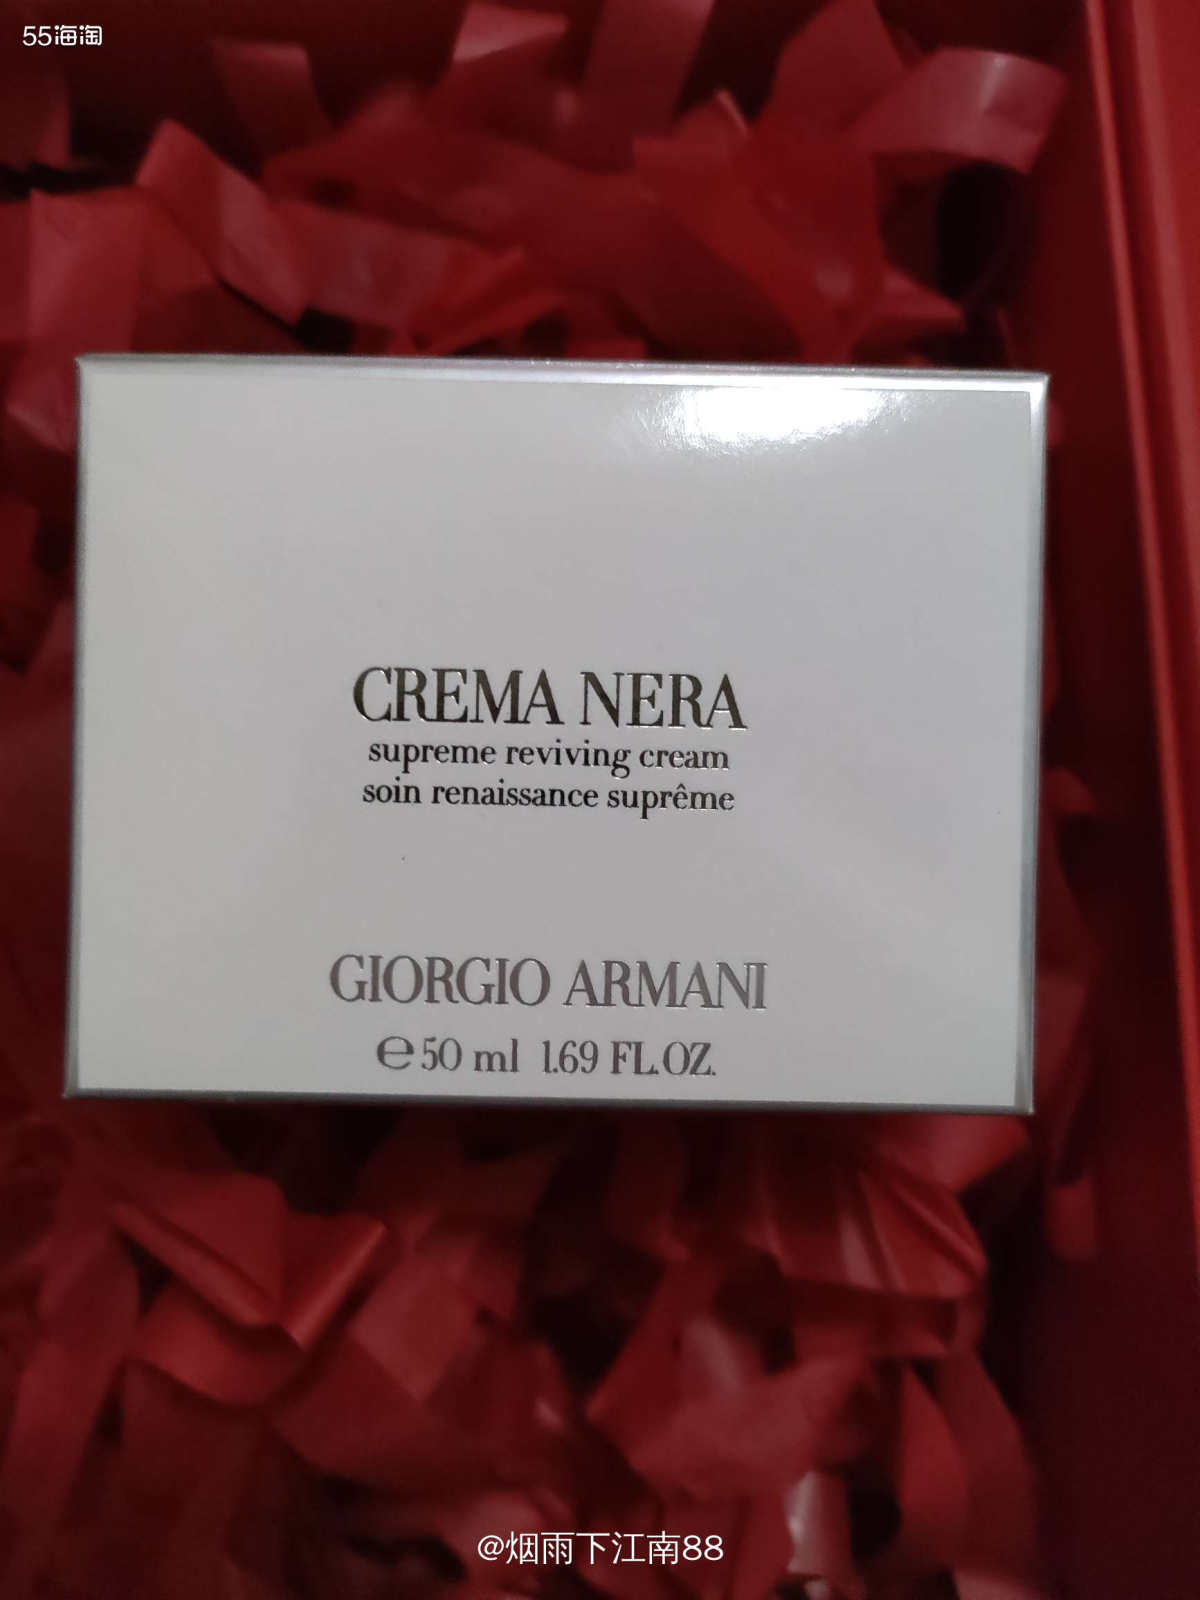 55海淘
CREMA NERA
supreme reviving cream
soin renaissance suprême
GIORGIO ARMANI
℮50 ml 1.69 FL.OZ.
@烟雨下江南88